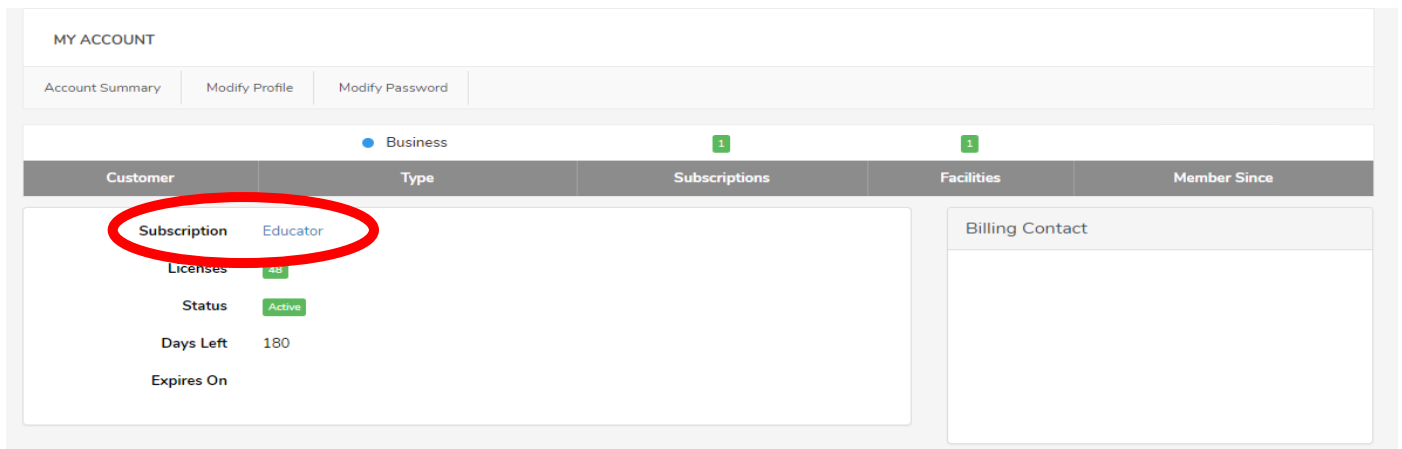 MY ACCOUNT
Account Summary Modify Profile Modify Password
Business 1 1
Customer Type Subscriptions Facilities Member Since
Subscription Educator
Licenses 48
Status Active
Days Left 180
Expires On
Billing Contact